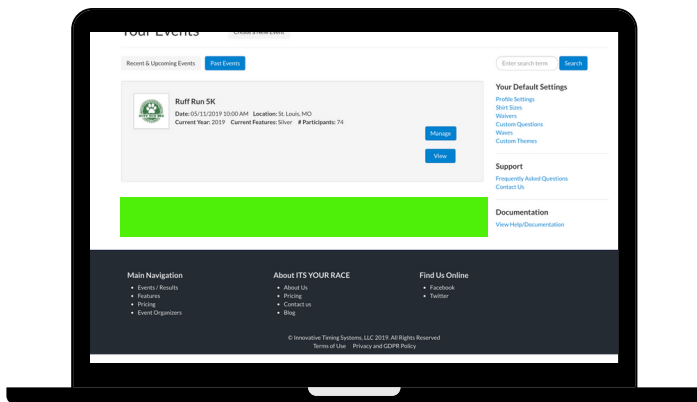 Your Events
Create a New Event
Recent & Upcoming Events
Past Events
Enter search term
Search
Ruff Run 5K
Date: 05/11/2019 10:00 AM Location: St. Louis, MO
Current Year: 2019 Current Features: Silver # Participants: 74
Manage
View
Your Default Settings
Profile Settings
Shirt Sizes
Waivers
Custom Questions
Waves
Custom Themes
Support
Frequently Asked Questions
Contact Us
Documentation
View Help/Documentation
Main Navigation
• Events / Results
• Features
• Pricing
• Event Organizers
About ITS YOUR RACE
• About Us
• Pricing
• Contact us
• Blog
Find Us Online
• Facebook
• Twitter
© Innovative Timing Systems, LLC 2019. All Rights Reserved
Terms of Use Privacy and GDPR Policy